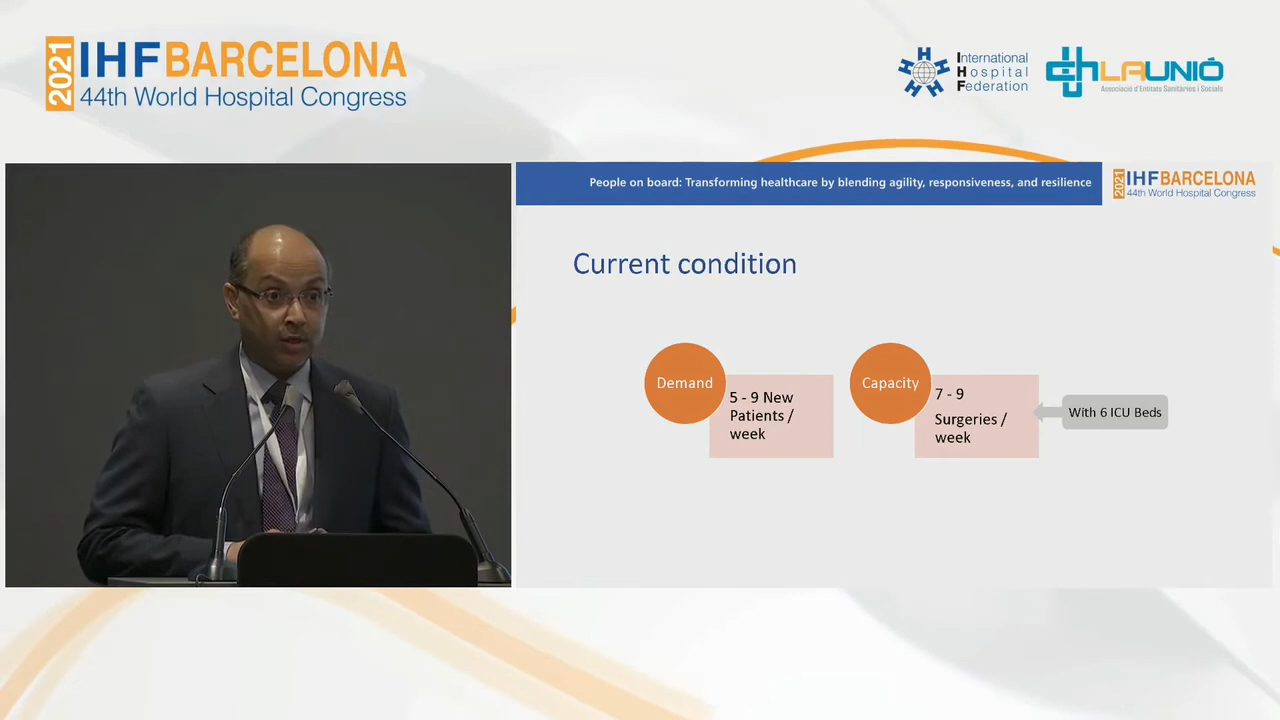 2021
IHF BARCELONA
44th World Hospital Congress
International
Hospital
Federation
LAUNIÓ
Associació d'Entitats Sanitàries i Socials
People on board: Transforming healthcare by blending agility, responsiveness, and resilience
2021
IHF BARCELONA
44th World Hospital Congress
Current condition
Demand
5 - 9 New
Patients /
week
Capacity
7 - 9
Surgeries /
week
With 6 ICU Beds